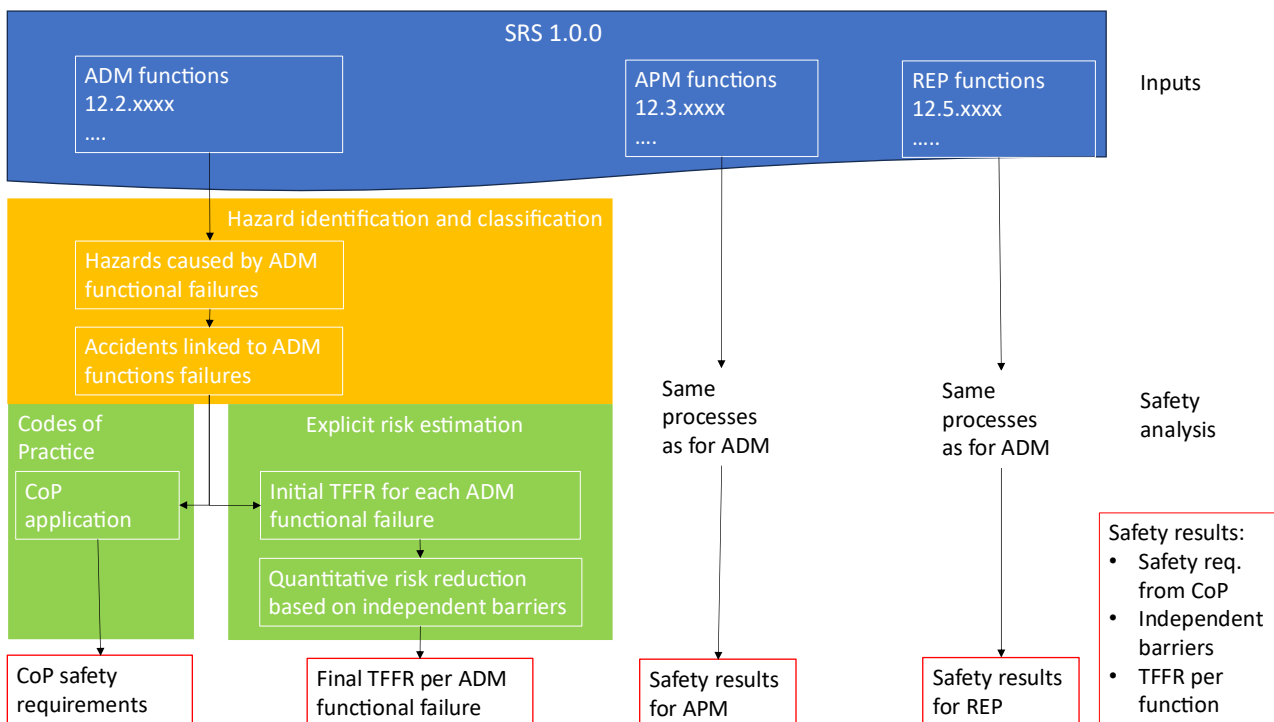 SRS 1.0.0
ADM functions
12.2.xxxx
....
APM functions
12.3.xxxx
....
REP functions
12.5.xxxx
.....
Inputs
Hazard identification and classification
Hazards caused by ADM
functional failures
Accidents linked to ADM
functions failures
Same
processes
as for ADM
Same
processes
as for ADM
Safety
analysis
Codes of
Practice
CoP
application
Explicit risk estimation
Initial TFFR for each ADM
functional failure
Quantitative risk reduction
based on independent barriers
CoP safety
requirements
Final TFFR per ADM
functional failure
Safety results
for APM
Safety results
for REP
Safety results:
• Safety req.
from CoP
• Independent
barriers
• TFFR per
function